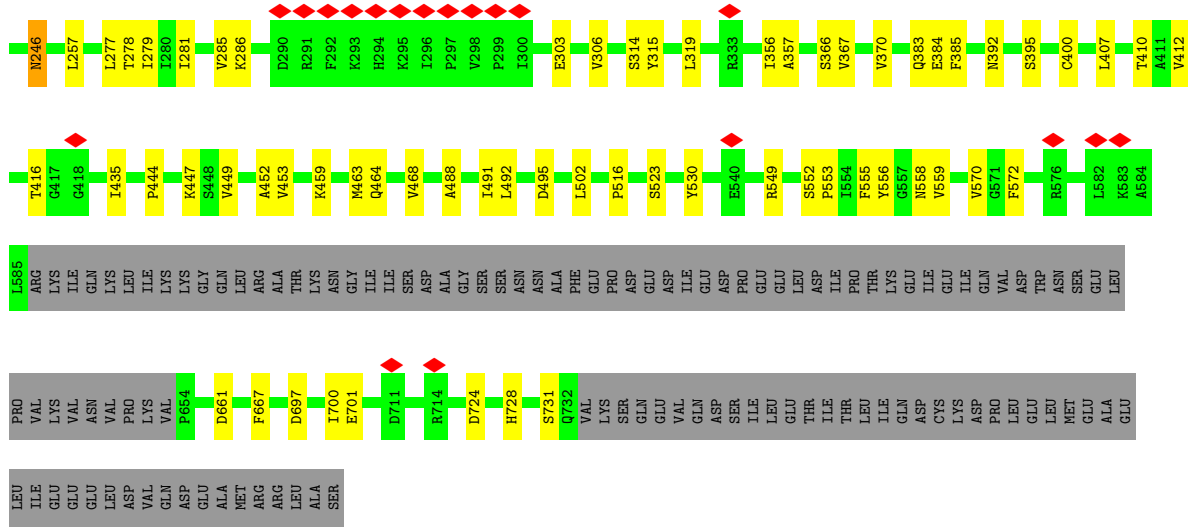 N246 L257 L277 T278 I279 I280 I281 V285 K286 D290 R291 F292 K293 H294 K295 I296 P297 V298 P299 I300 E303 V306 S314 Y315 L319 R333 I356 A357 S366 V367 V370 Q383 E384 F385 N392 S395 C400 L407 T410 A411 V412
T416 G417 G418 I435 P444 K447 S448 V449 A452 V453 K459 M463 Q464 V468 A488 I491 L492 D495 L502 P516 S523 Y530 E540 R549 S552 P553 I554 F555 Y556 G557 N558 V559 V570 G571 F572 R576 L582 K583 A584
L585 ARG LYS ILE GLN LYS LEU ILE LYS LYS GLY GLN LEU ARG ALA THR LYS ASN GLY ILE ILE SER ASP ALA GLY SER SER ASN ASN ALA PHE GLU PRO ASP GLU ASP ILE GLU ASP PRO GLU GLU LEU ASP ILE PRO THR LYS GLU ILE GLU ILE GLN VAL ASP TRP ASN SER GLU LEU
PRO VAL LYS VAL ASN VAL PRO LYS VAL P654 D661 F667 D697 I700 E701 D711 R714 D724 H728 S731 Q732 VAL LYS SER GLN GLU VAL GLN ASP SER ILE LEU GLU THR ILE THR LEU ILE GLN ASP CYS LYS ASP PRO LEU GLU LEU MET GLU ALA GLU
LEU ILE GLU GLU GLU LEU ASP VAL GLN ASP GLU ALA MET ARG ARG LEU ALA SER